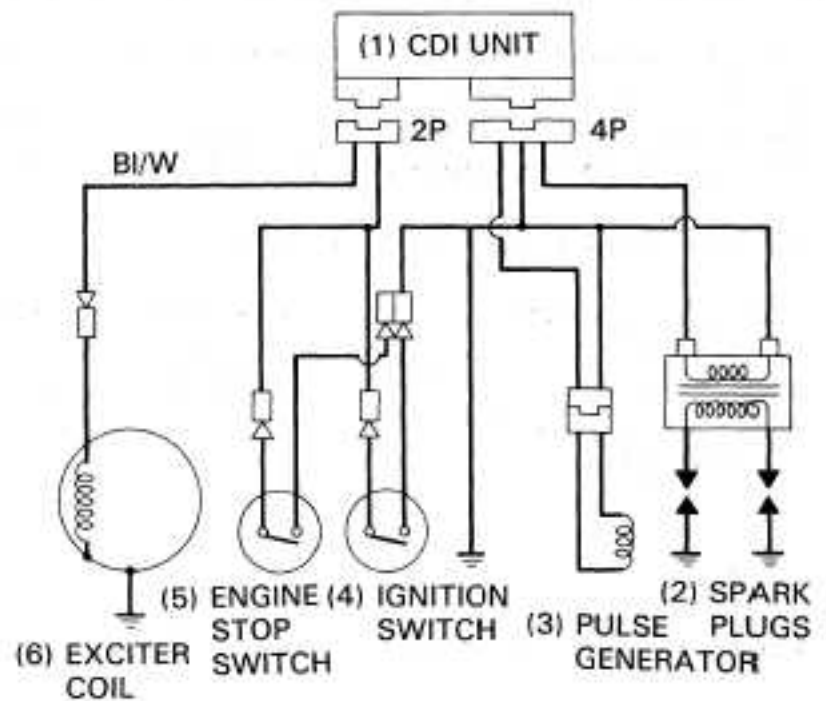 (1) CDI UNIT
2P
4P
Bl/W
(5) ENGINE
STOP
SWITCH
(4) IGNITION
SWITCH
(3) PULSE
GENERATOR
(2) SPARK
PLUGS
(6) EXCITER
COIL